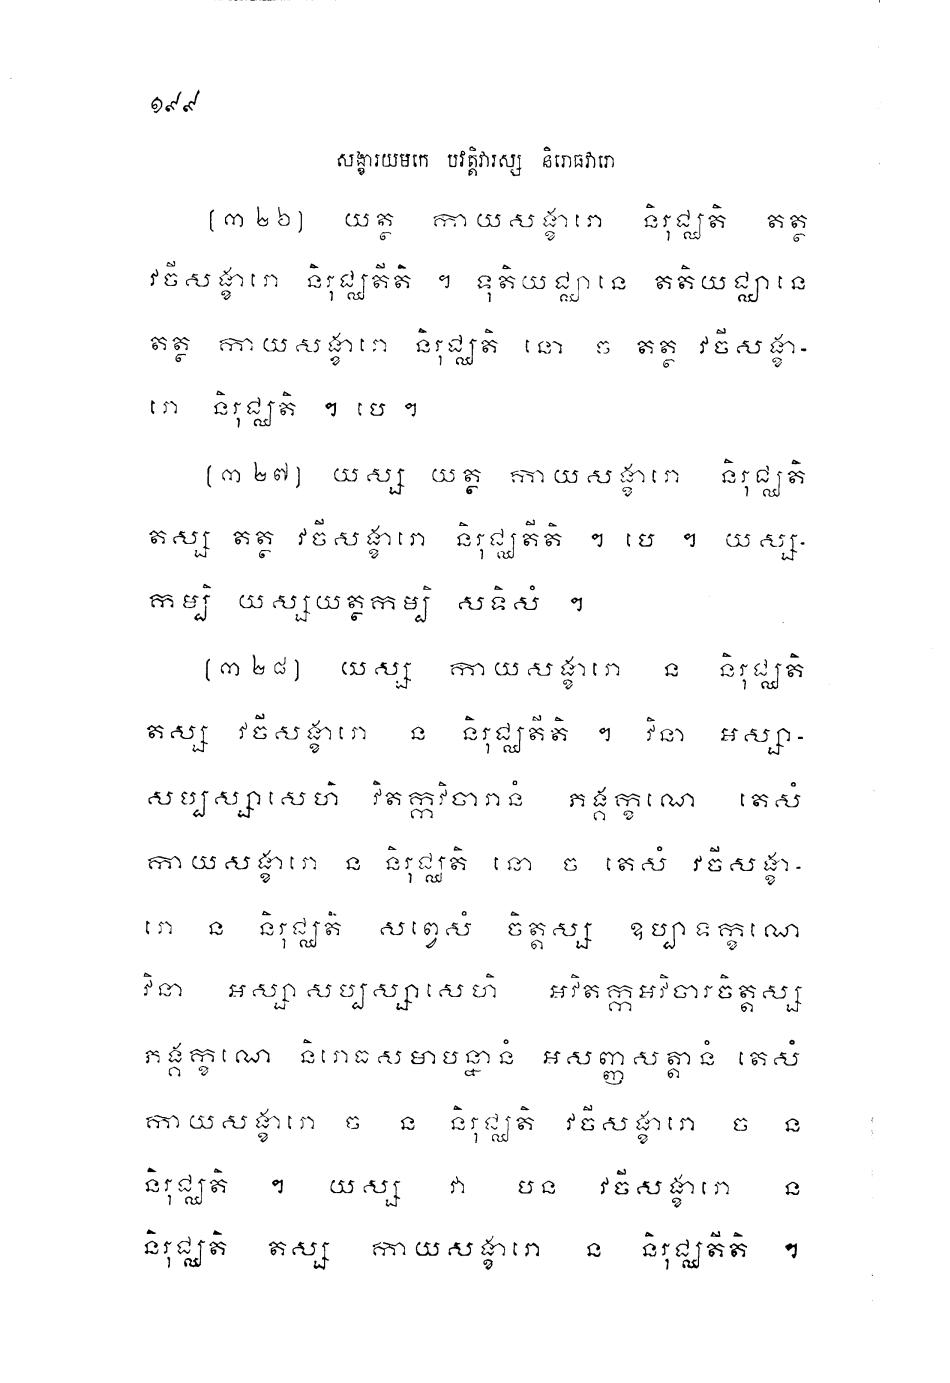 ១៩៩
សង្ខារយមកេ បវត្តិវារស្ស និរោធវារោ
[៣២៦] យត្ថ កាយសង្ខារោ និរុជ្ឈតិ តត្ថ
វចីសង្ខារោ និរុជ្ឈតីតិ ។ ទុតិយជ្ឈានេ តតិយជ្ឈានេ
តត្ថ កាយសង្ខារោ និរុជ្ឈតិ នោ ច តត្ថ វចីសង្ខា-
រោ និរុជ្ឈតិ ។ បេ ។
[៣២៧] យស្ស យត្ថ កាយសង្ខារោ និរុជ្ឈតិ
តស្ស តត្ថ វចីសង្ខារោ និរុជ្ឈតីតិ ។ បេ ។ យស្ស-
កម្បិ យស្សយត្ថកម្បិ សទិសំ ។
[៣២៨] យស្ស កាយសង្ខារោ ន និរុជ្ឈតិ
តស្ស វចីសង្ខារោ ន និរុជ្ឈតីតិ ។ វិនា អស្សា-
សប្បស្សាសេហិ វិតក្កវិចារានំ ភង្គក្ខណេ តេសំ
កាយសង្ខារោ ន និរុជ្ឈតិ នោ ច តេសំ វចីសង្ខា-
រោ ន និរុជ្ឈតិ សព្វេសំ ចិត្តស្ស ឧប្បាទក្ខណេ
វិនា អស្សាសប្បស្សាសេហិ អវិតក្កអវិចារចិត្តស្ស
ភង្គក្ខណេ និរោធសមាបន្នានំ អសញ្ញសត្តានំ តេសំ
កាយសង្ខារោ ច ន និរុជ្ឈតិ វចីសង្ខារោ ច ន
និរុជ្ឈតិ ។ យស្ស វា បន វចីសង្ខារោ ន
និរុជ្ឈតិ តស្ស កាយសង្ខារោ ន និរុជ្ឈតីតិ ។